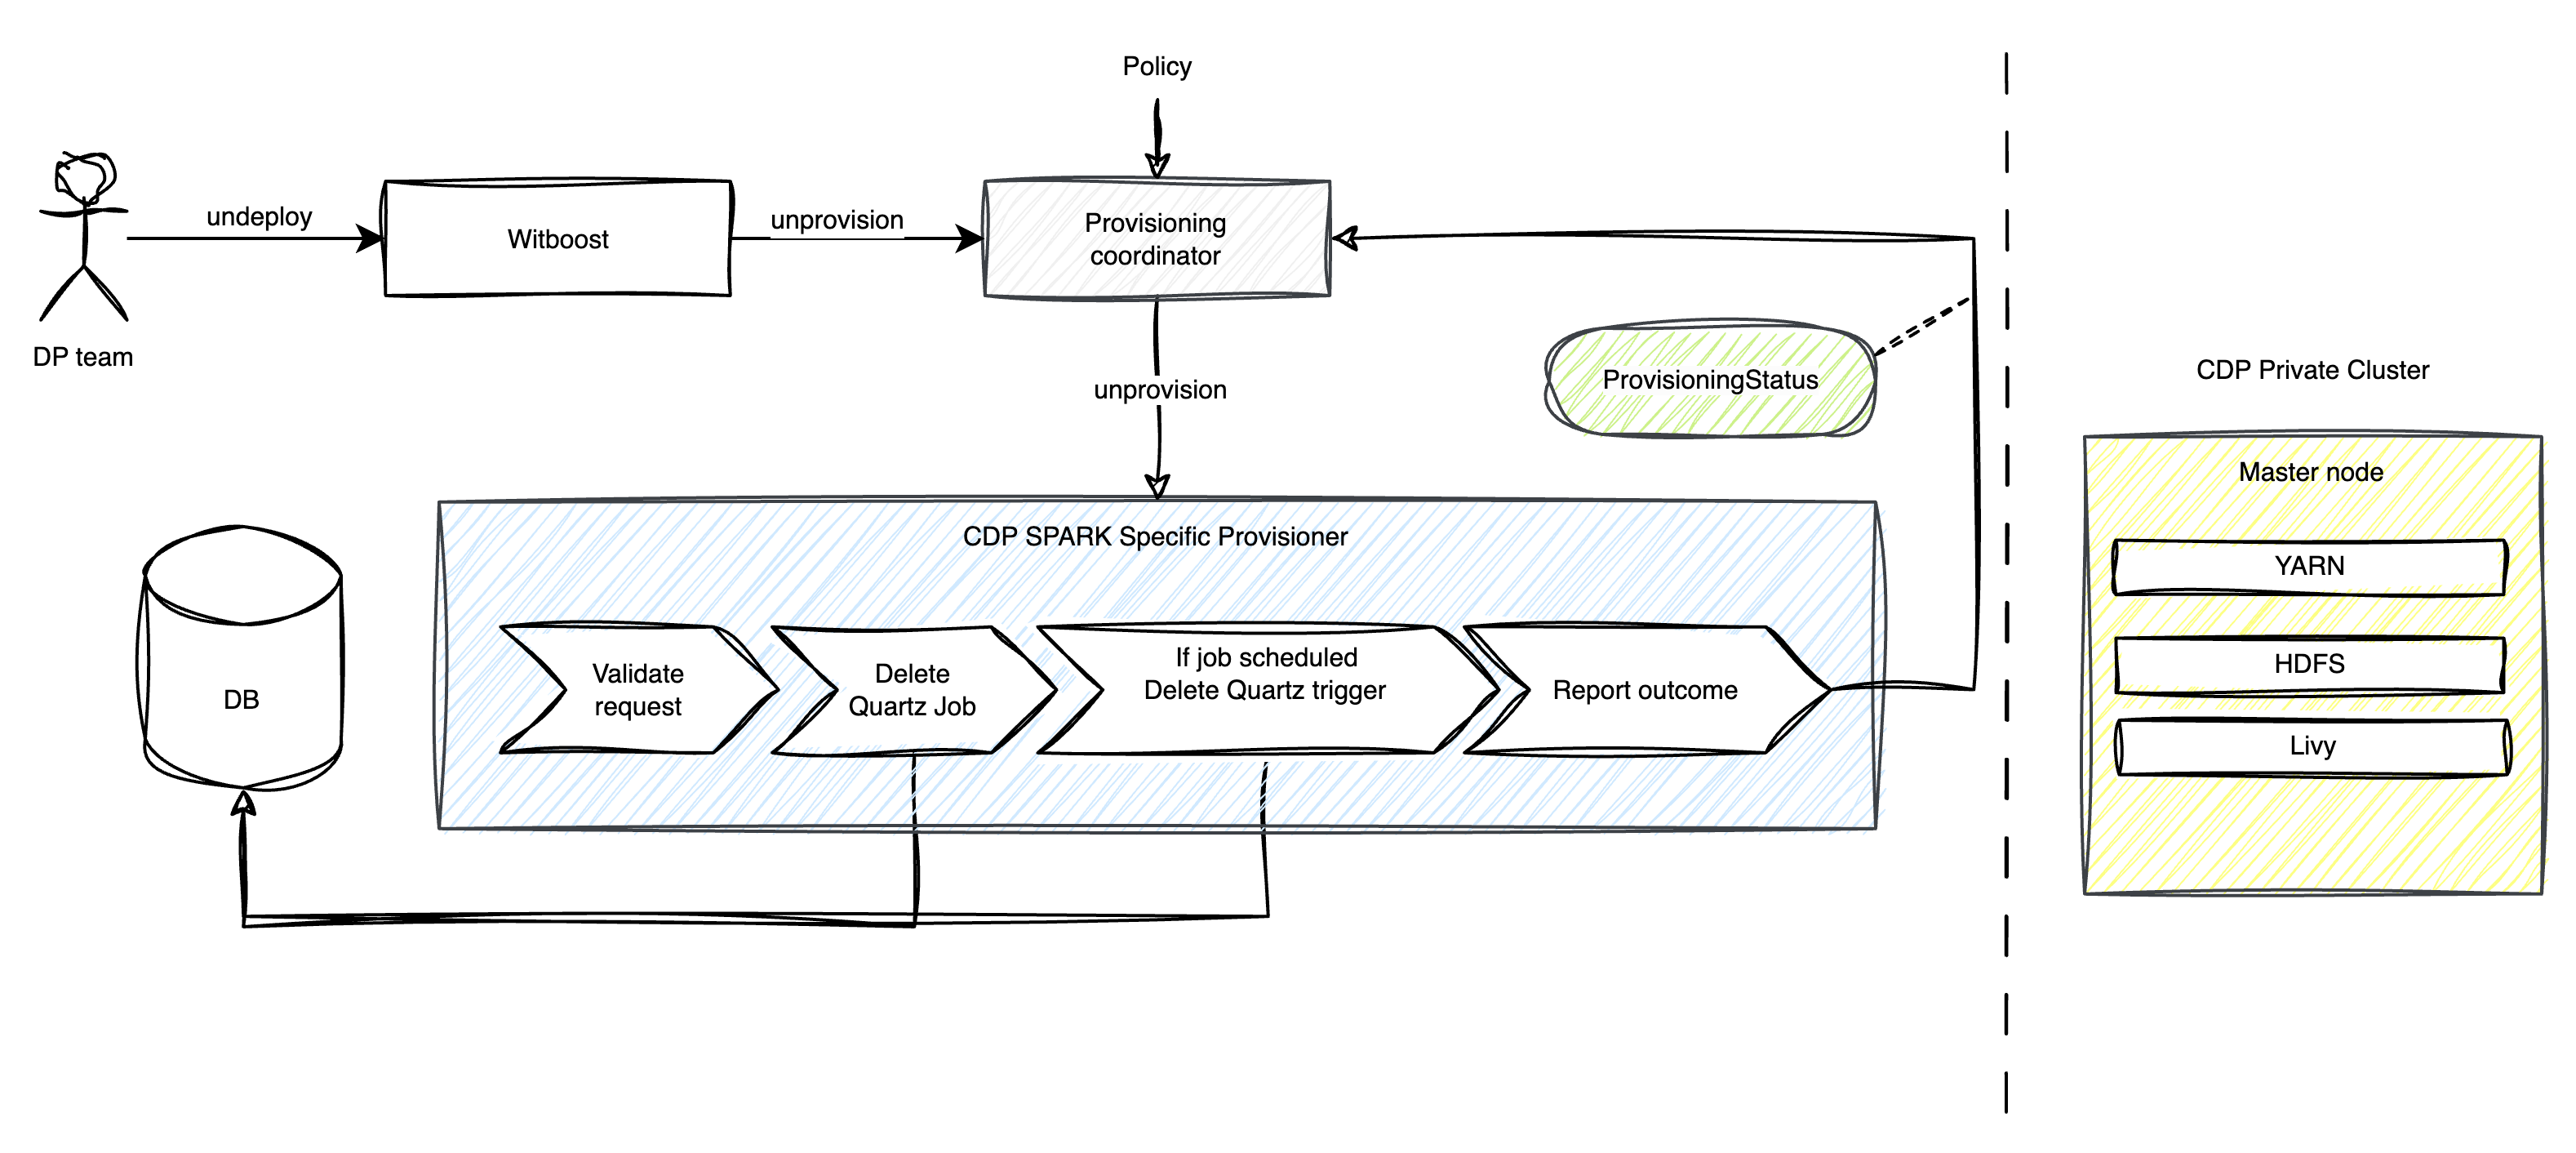 Policy
undeploy
Witboost
unprovision
Provisioning
coordinator
DP team
unprovision
ProvisioningStatus
CDP Private Cluster
Master node
YARN
HDFS
Livy
CDP SPARK Specific Provisioner
DB
Validate
request
Delete
Quartz Job
If job scheduled
Delete Quartz trigger
Report outcome